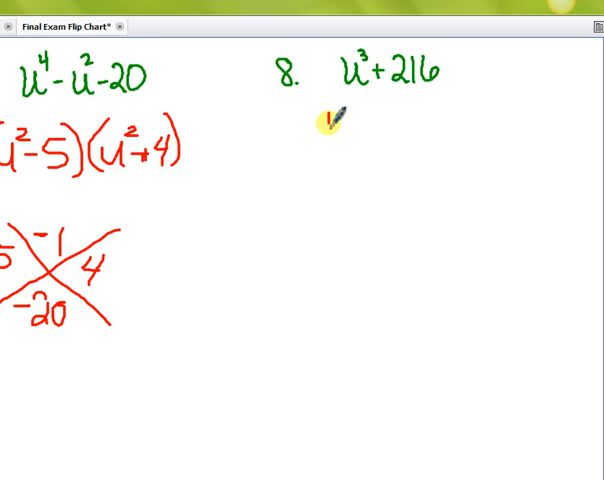 Final Exam Flip Chart*
u⁴ - u² - 20
u² - 5)(u² + 4)
-1
5 4
-20
8. u³ + 216